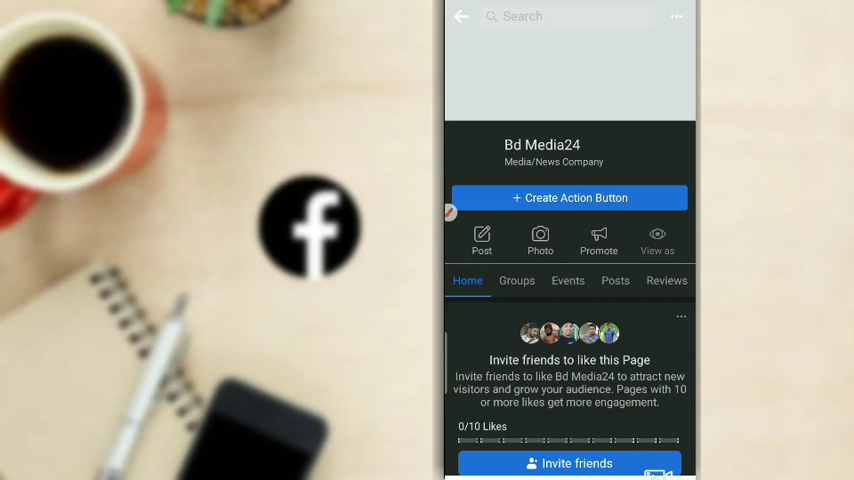 Search
Bd Media24
Media/News Company
+ Create Action Button
Post
Photo
Promote
View as
Home
Groups
Events
Posts
Reviews
Invite friends to like this Page
Invite friends to like Bd Media24 to attract new
visitors and grow your audience. Pages with 10
or more likes get more engagement.
0/10 Likes
Invite friends